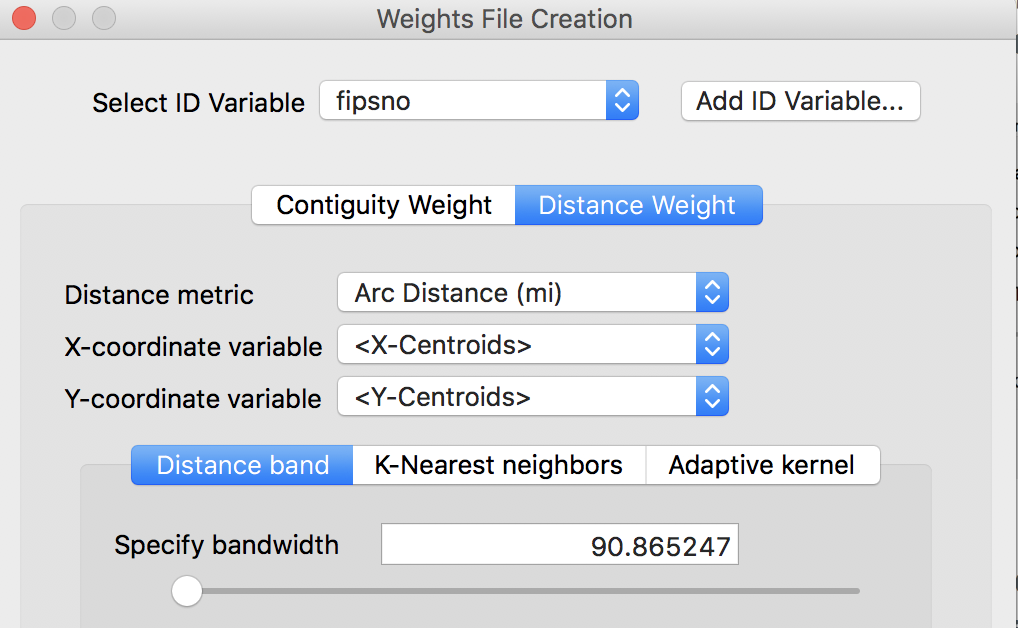 Weights File Creation
Select ID Variable fipsno Add ID Variable...
Contiguity Weight Distance Weight
Distance metric Arc Distance (mi)
X-coordinate variable <X-Centroids>
Y-coordinate variable <Y-Centroids>
Distance band K-Nearest neighbors Adaptive kernel
Specify bandwidth 90.865247